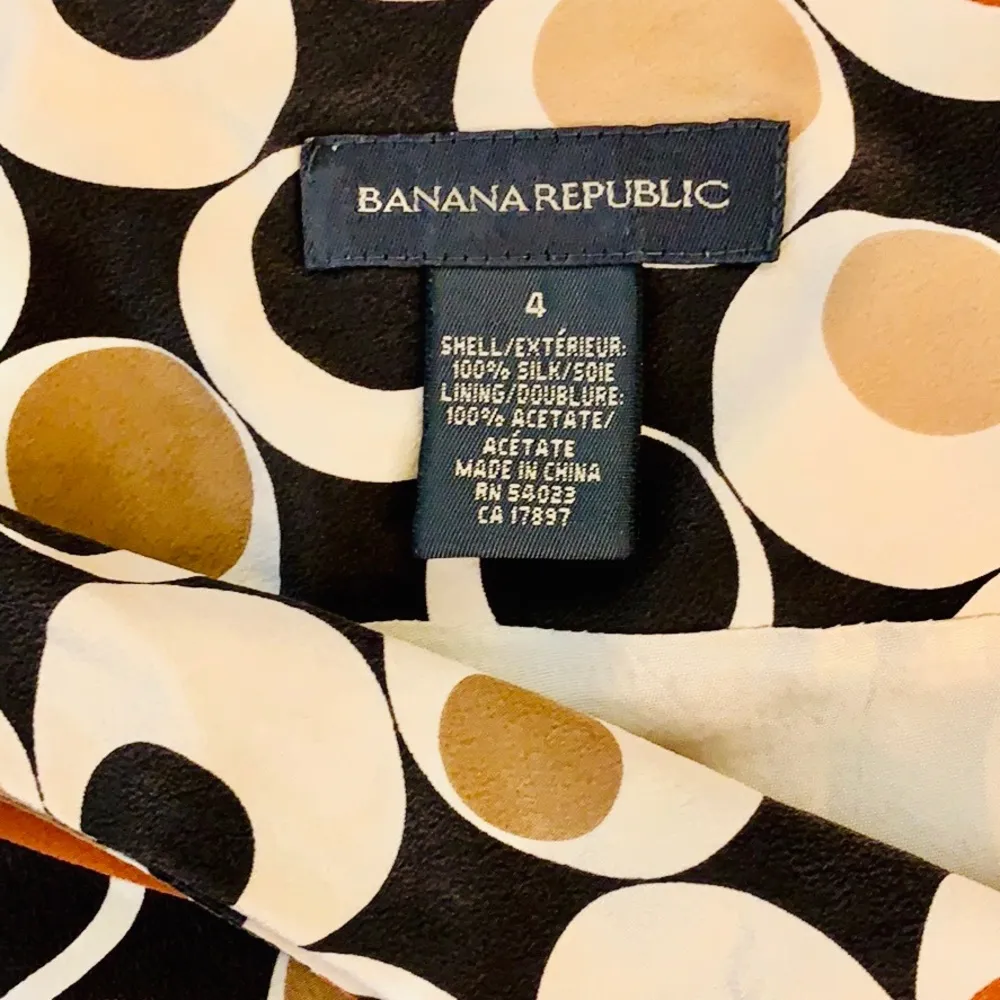 BANANA REPUBLIC
4
SHELL/EXTÉRIEUR:
100% SILK/SOIE
LINING/DOUBLURE:
100% ACETATE/
ACÉTATE
MADE IN CHINA
RN 54023
CA 17897